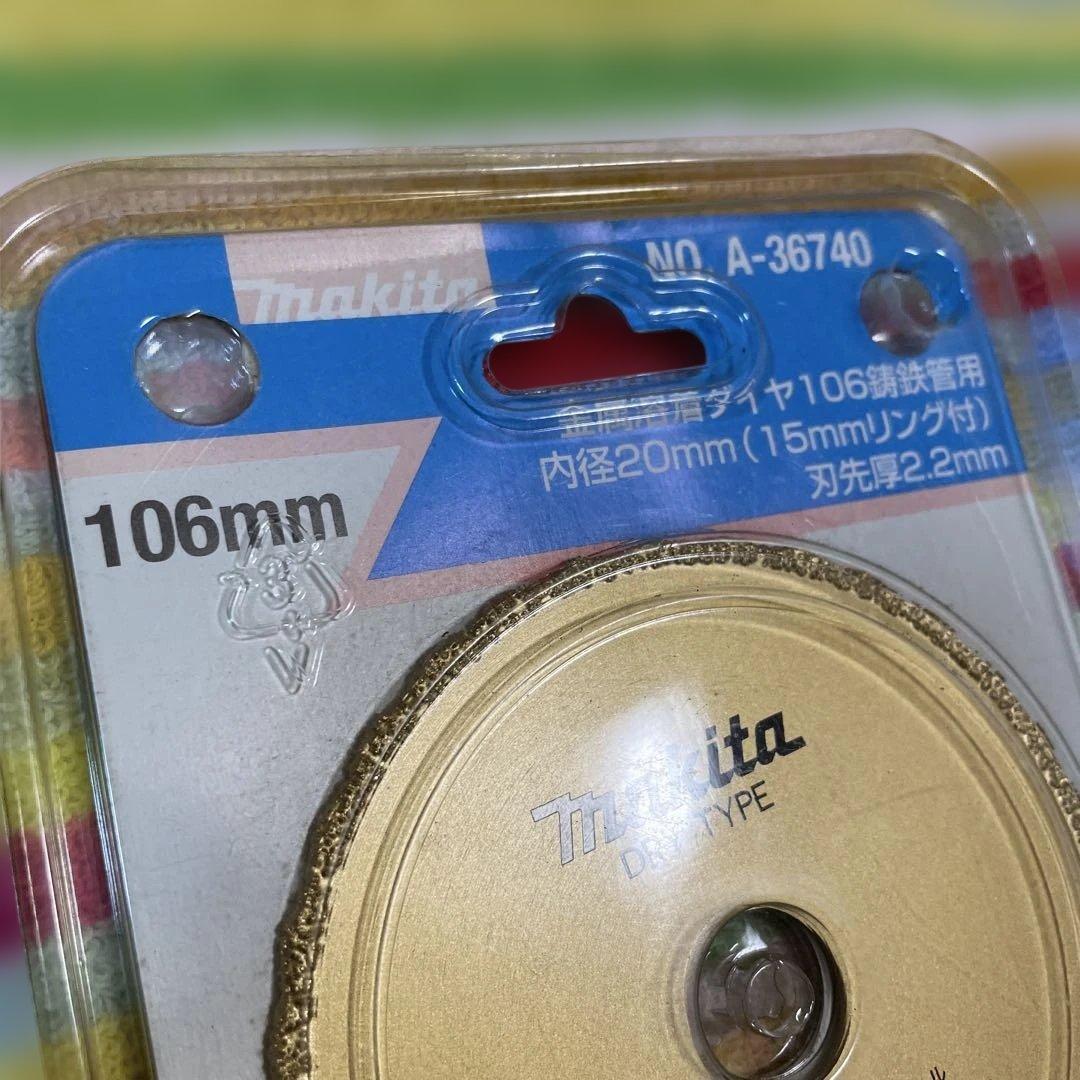 makita
NO. A-36740
金属溶着ダイヤ106鋳鉄管用
内径20mm(15mmリング付)
刃先厚2.2mm
106mm
makita
DRY TYPE